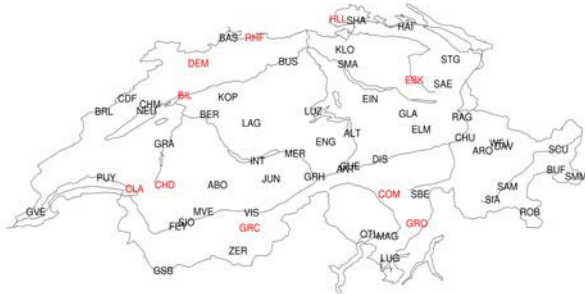 HLL SHA
HAI
BAS RHF
KLO
STG
DEM
BUS
SMA
EBK
SAE
BIL
KOP
EIN
CDF
CHM
NEU
BRL
BER
LUZ
GLA
RAG
LAG
ELM
ALT
CHU
GRA
ENG
WFJ
DAV
ARO
SCU
MER
INT
DIS
GUE
BUF
SMM
PUY
JUN
GRH
CHD
ABO
OLA
COM
SBE
SAM
SIA
GVE
MVE
VIS
ROB
SIO
FEY
GRC
GRO
OTL
MAG
ZER
LUG
GSB